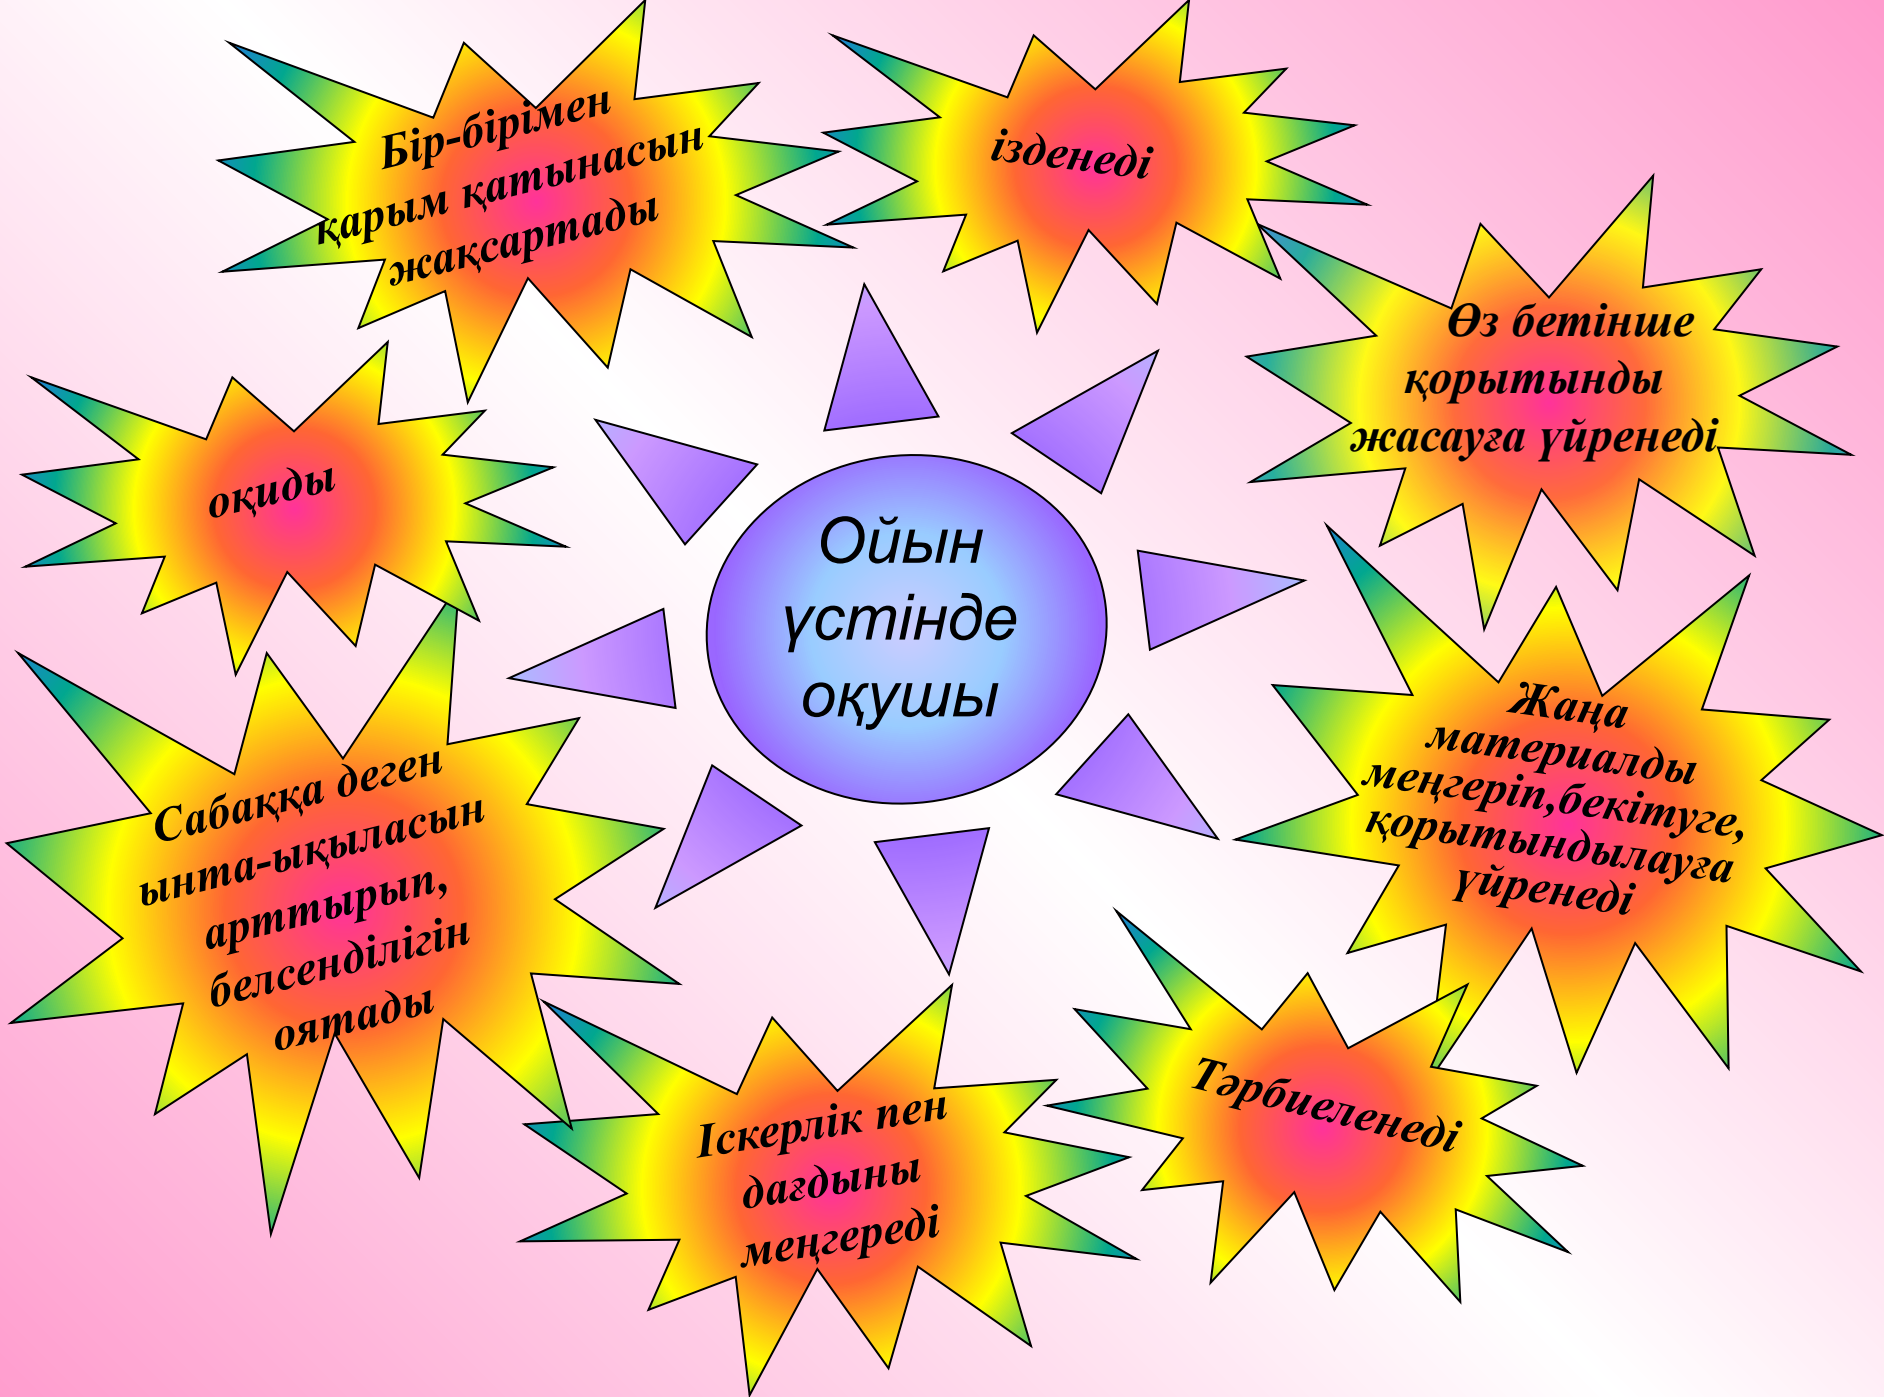 Бір-бірімен
қарым қатынасын
жақсартады
ізденеді
Өз бетінше
қорытынды
жасауға үйренеді
оқиды
Ойын
үстінде
оқушы
Жаңа
материалды
меңгеріп,бекітуге,
қорытындылауға
үйренеді
Сабаққа деген
ынта-ықыласын
арттырып,
белсенділігін
оятады
Іскерлік пен
дағдыны
меңгереді
Тәрбиеленеді